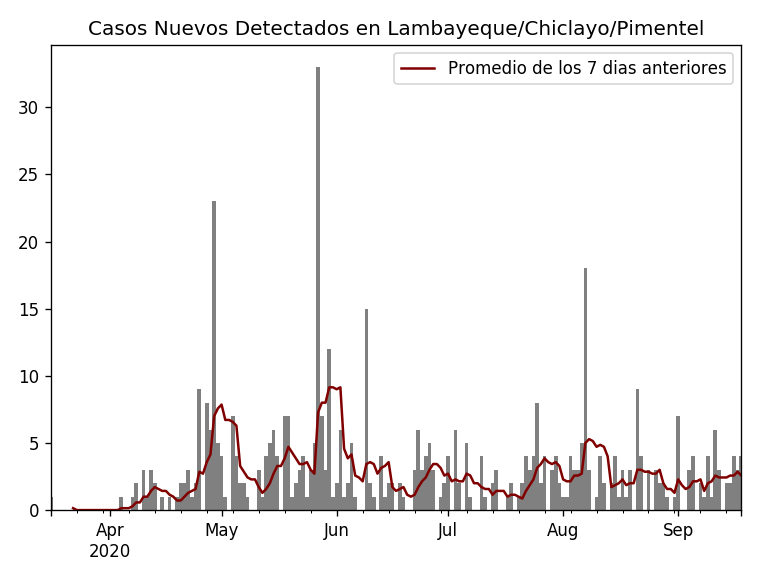 Casos Nuevos Detectados en Lambayeque/Chiclayo/Pimentel
Promedio de los 7 dias anteriores
30
25
20
15
10
5
0
Apr May Jun Jul Aug Sep
2020